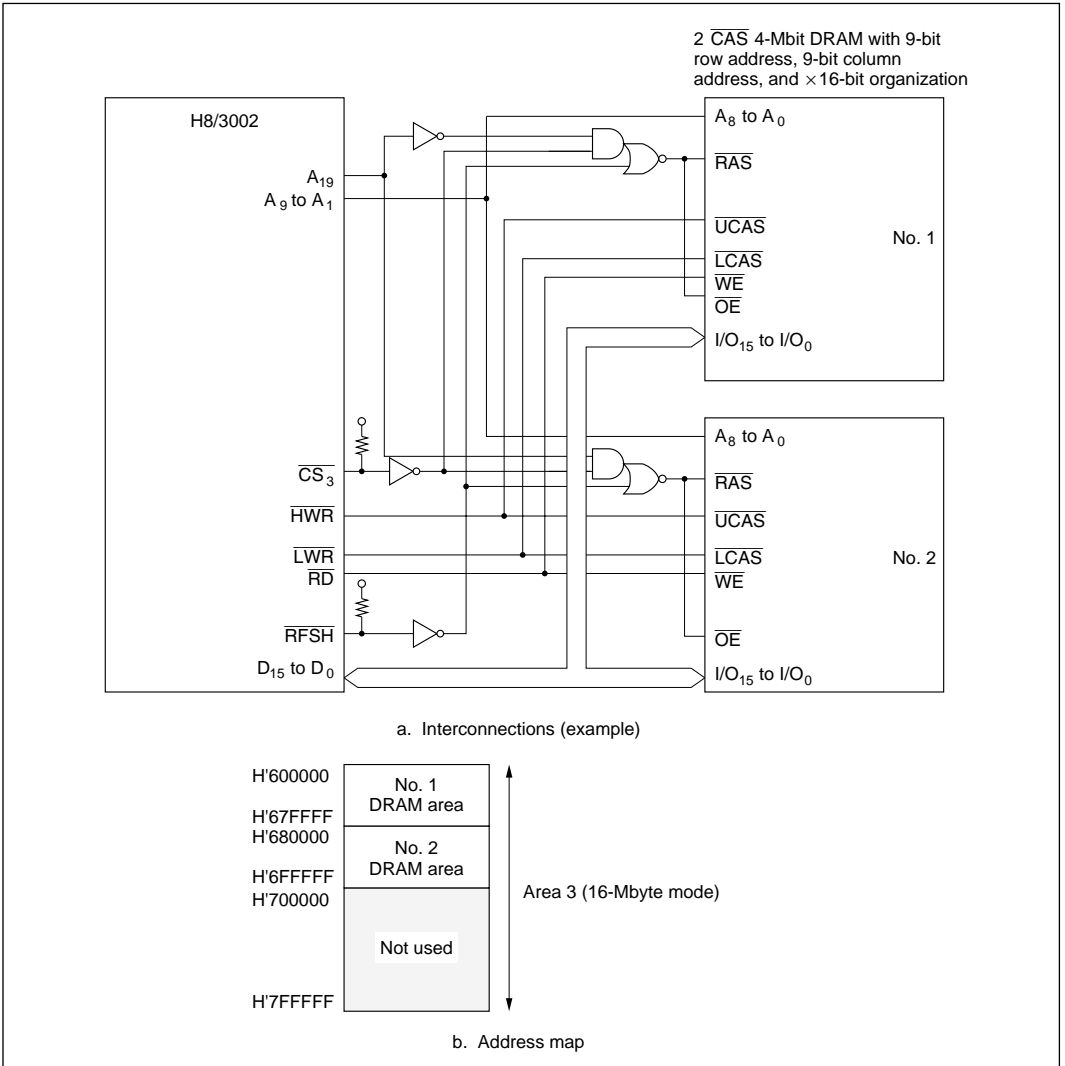 2 CAS 4-Mbit DRAM with 9-bit
row address, 9-bit column
address, and ×16-bit organization
H8/3002
A19
A9 to A1
CS3
HWR
LWR
RD
RFSH
D15 to D0
A8 to A0
RAS
UCAS
No. 1
LCAS
WE
OE
I/O15 to I/O0
A8 to A0
RAS
UCAS
LCAS
No. 2
WE
OE
I/O15 to I/O0
a. Interconnections (example)
H'600000
No. 1
DRAM area
H'67FFFF
H'680000
No. 2
DRAM area
H'6FFFFF
H'700000
Area 3 (16-Mbyte mode)
Not used
H'7FFFFF
b. Address map